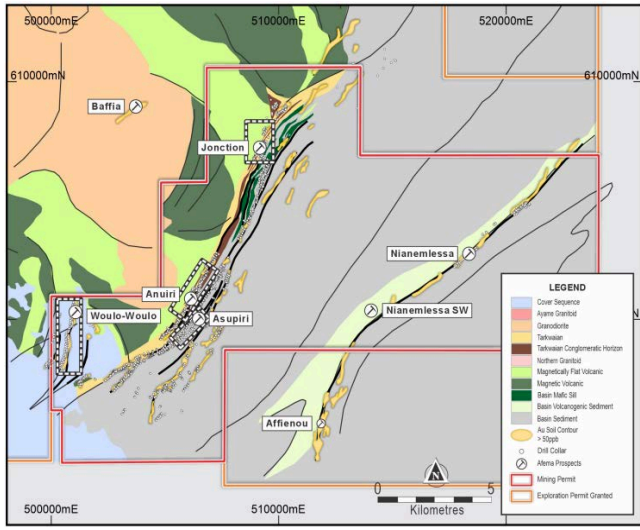 500000mE
510000mE
520000mE
610000mN
610000mN
Baffia
Jonction
Nianemlessa
Anuiri
Woulo-Woulo
Asupiri
Nianemlessa SW
Affienou
LEGEND
Cover Sequence
Ayame Granitoid
Granodiorite
Tarkwaian
Tarkwaian Conglomeratic Horizon
Northern Granitoid
Magnetically Flat Volcanic
Magnetic Volcanic
Basin Mafic Sill
Basin Volcanogenic Sediment
Basin Sediment
Au Soil Contour
> 50ppb
Drill Collar
Afema Prospects
Mining Permit
Exploration Permit Granted
N
0 5
Kilometres
500000mE
510000mE